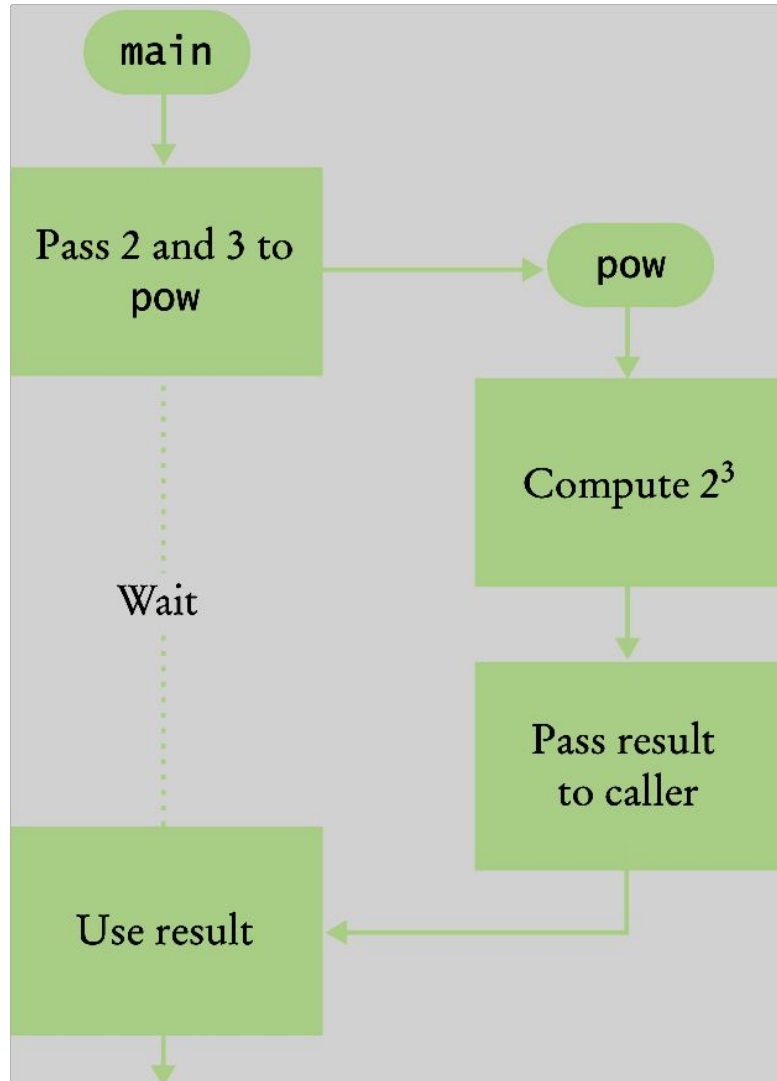 main
Pass 2 and 3 to
pow
pow
Compute 2³
Wait
Pass result
to caller
Use result